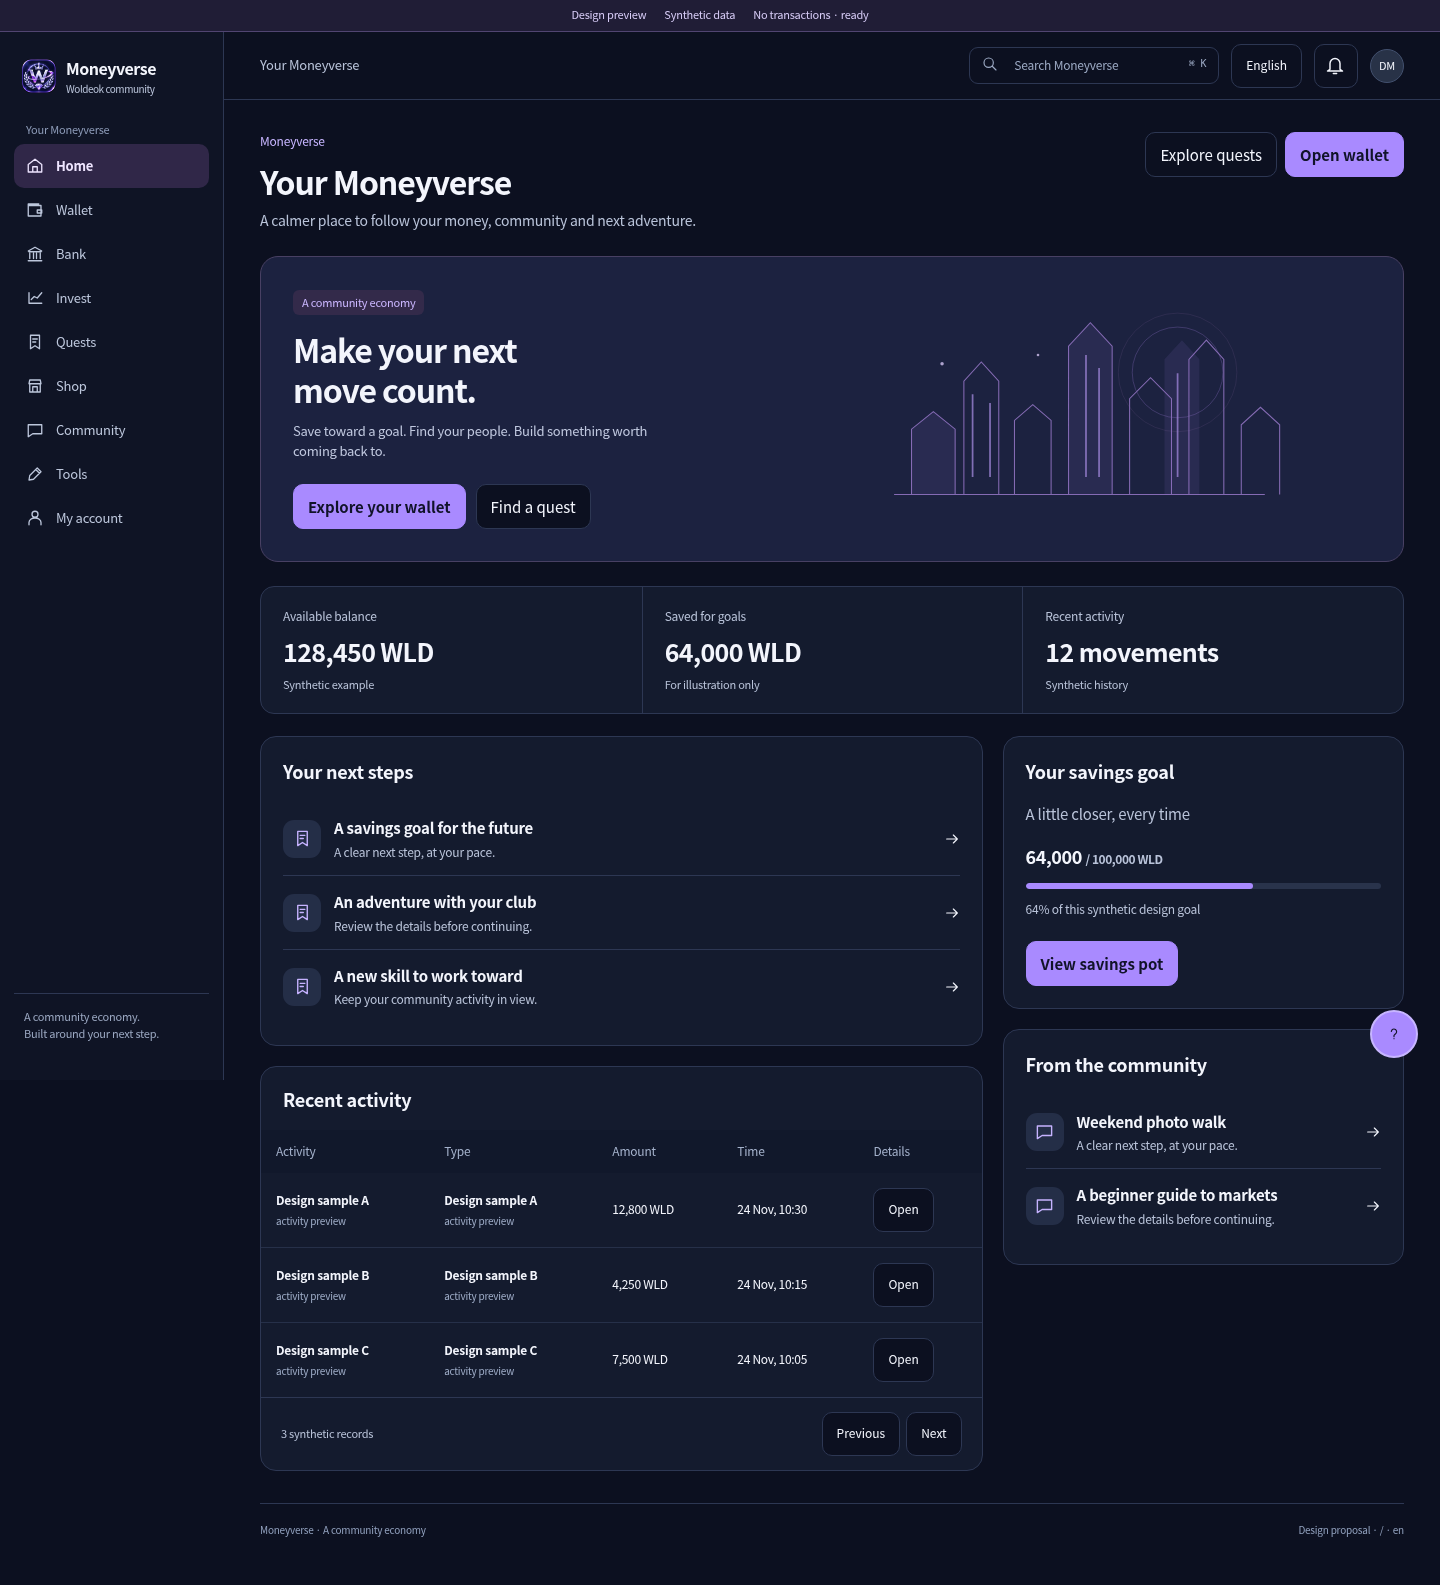 Design preview Synthetic data No transactions · ready
Moneyverse
Woldeok community
Your Moneyverse
Home
Wallet
Bank
Invest
Quests
Shop
Community
Tools
My account
A community economy.
Built around your next step.
Your Moneyverse
Search Moneyverse ⌘ K
English
DM
Moneyverse
Your Moneyverse
A calmer place to follow your money, community and next adventure.
Explore quests
Open wallet
A community economy
Make your next
move count.
Save toward a goal. Find your people. Build something worth
coming back to.
Explore your wallet
Find a quest
Available balance
128,450 WLD
Synthetic example
Saved for goals
64,000 WLD
For illustration only
Recent activity
12 movements
Synthetic history
Your next steps
A savings goal for the future
A clear next step, at your pace.
An adventure with your club
Review the details before continuing.
A new skill to work toward
Keep your community activity in view.
Your savings goal
A little closer, every time
64,000 / 100,000 WLD
64% of this synthetic design goal
View savings pot
?
From the community
Weekend photo walk
A clear next step, at your pace.
A beginner guide to markets
Review the details before continuing.
Recent activity
Activity Type Amount Time Details
Design sample A Design sample A 12,800 WLD 24 Nov, 10:30 Open
activity preview activity preview
Design sample B Design sample B 4,250 WLD 24 Nov, 10:15 Open
activity preview activity preview
Design sample C Design sample C 7,500 WLD 24 Nov, 10:05 Open
activity preview activity preview
3 synthetic records Previous Next
Moneyverse · A community economy
Design proposal · / · en